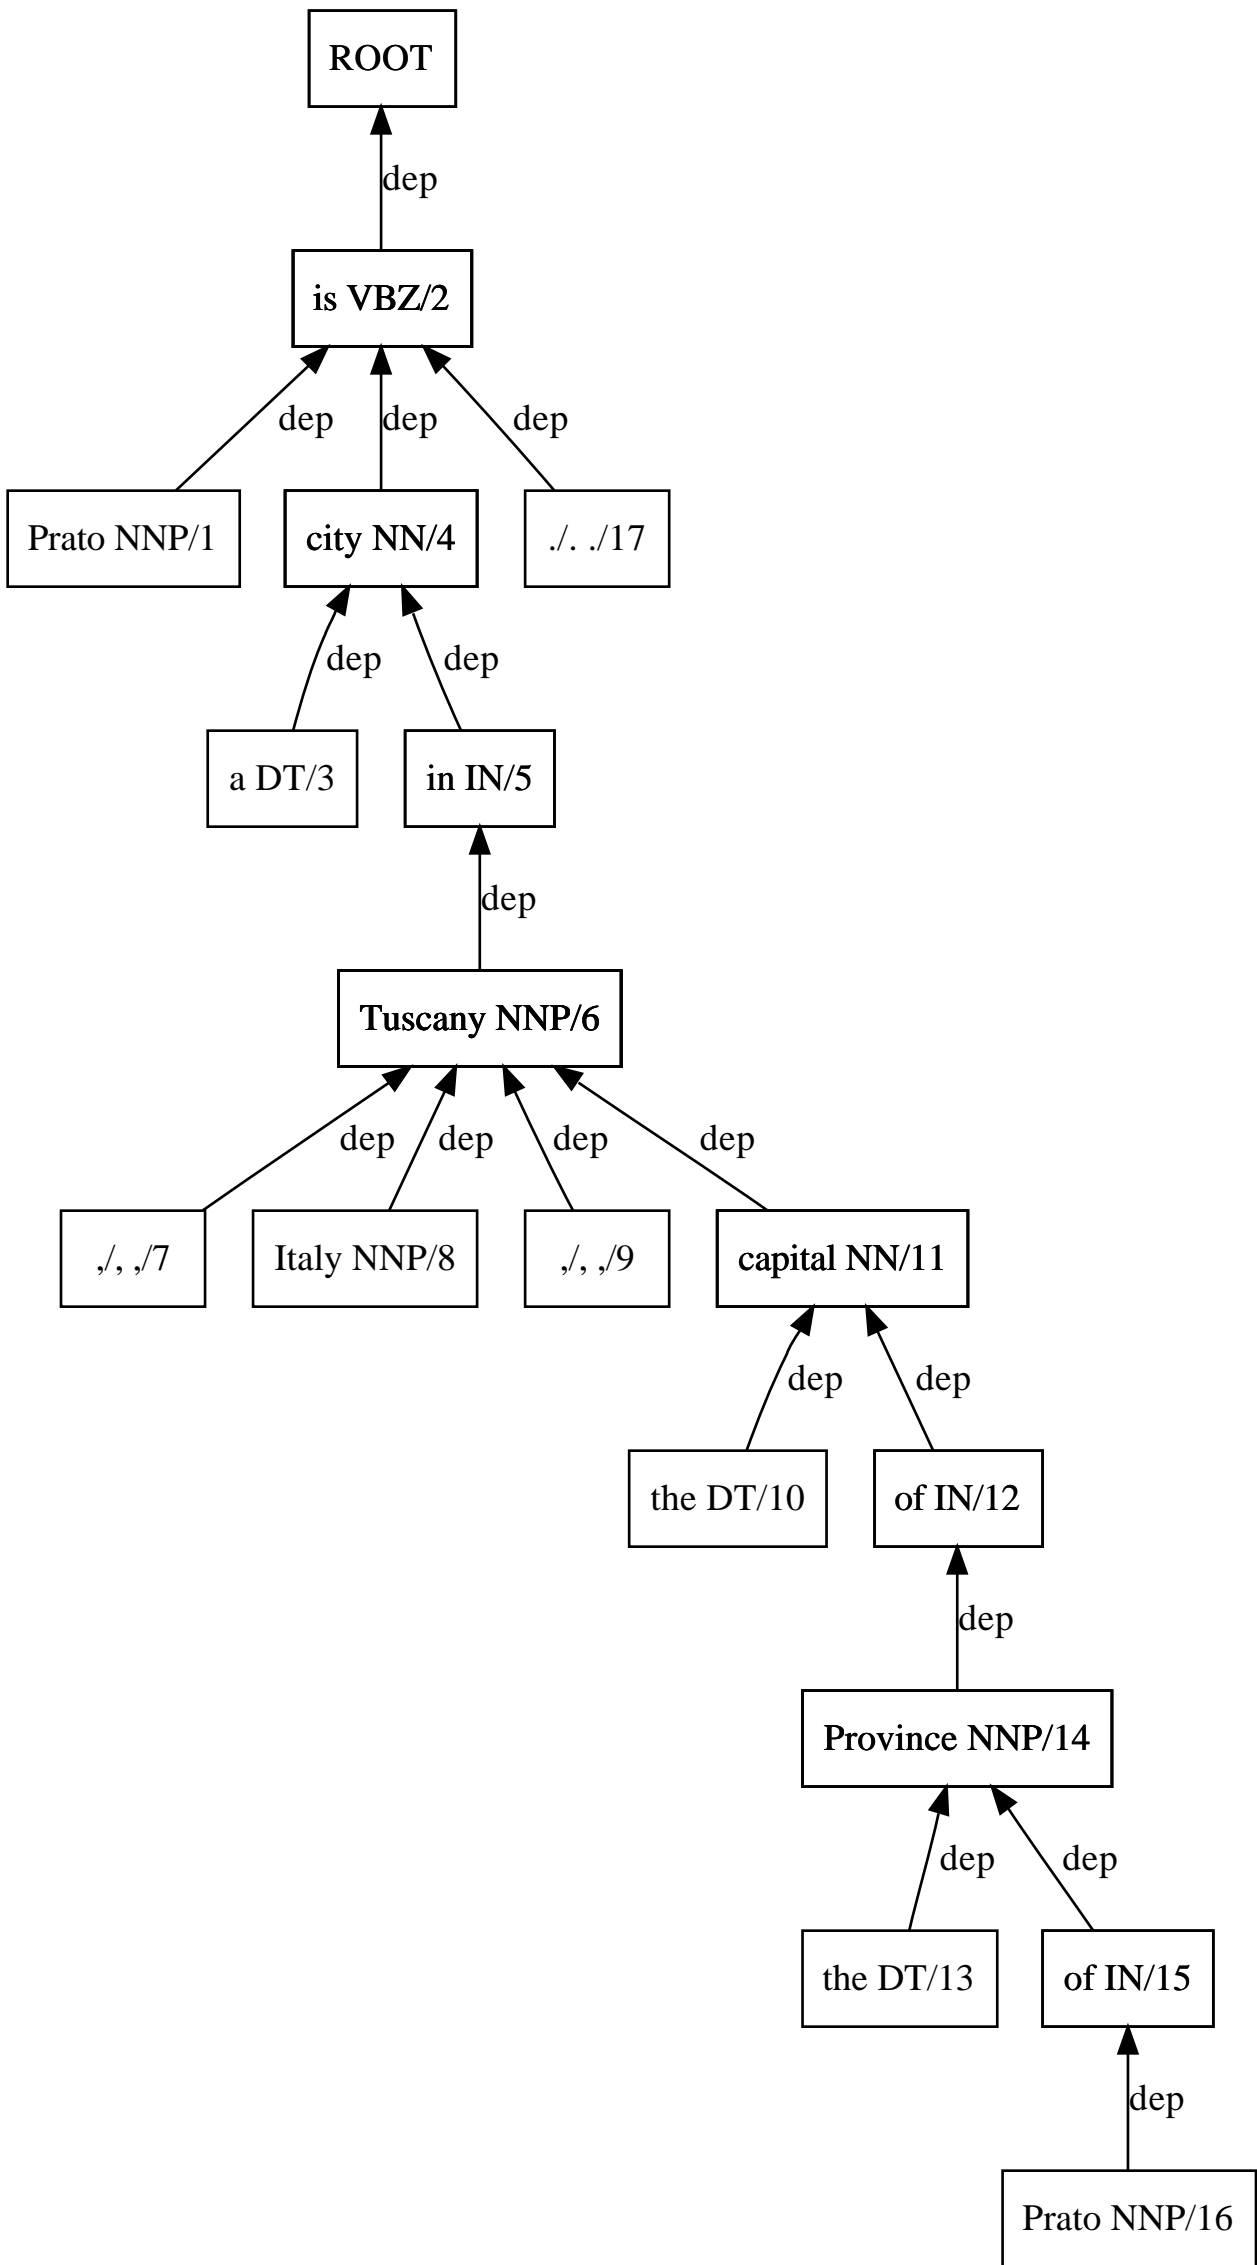 ROOT
dep
is VBZ/2
dep dep dep
Prato NNP/1 city NN/4 ./. ./17
dep dep
a DT/3 in IN/5
dep
Tuscany NNP/6
dep dep dep dep
,/, ,/7 Italy NNP/8 ,/, ,/9 capital NN/11
dep dep
the DT/10 of IN/12
dep
Province NNP/14
dep dep
the DT/13 of IN/15
dep
Prato NNP/16